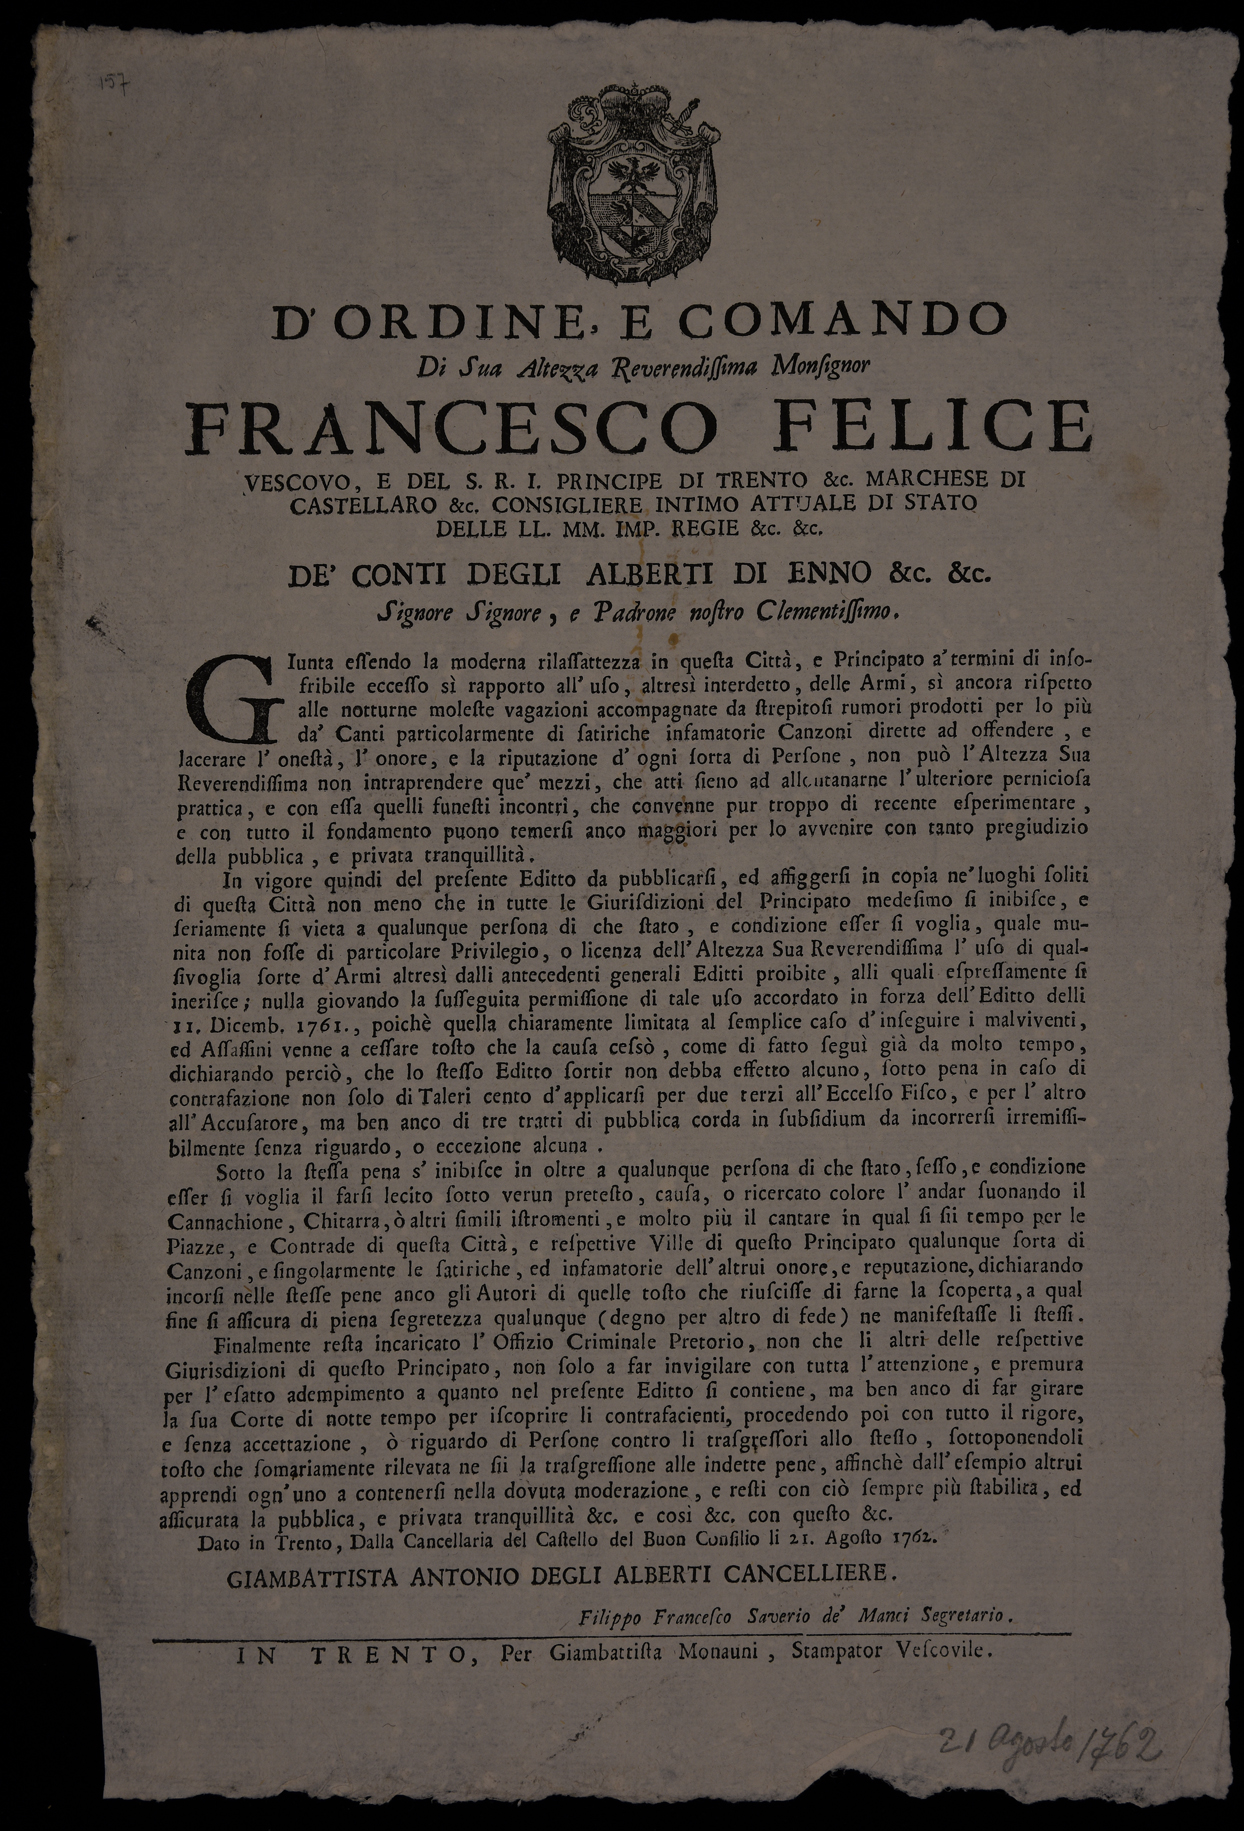 157
D'ORDINE, E COMANDO
Di Sua Altezza Reverendiſſima Monſignor
FRANCESCO FELICE
VESCOVO, E DEL S. R. I. PRINCIPE DI TRENTO &c. MARCHESE DI
CASTELLARO &c. CONSIGLIERE INTIMO ATTUALE DI STATO
DELLE LL. MM. IMP. REGIE &c. &c.
DE' CONTI DEGLI ALBERTI DI ENNO &c. &c.
Signore Signore, e Padrone noſtro Clementiſſimo.
GIunta eſſendo la moderna rilaſſattezza in queſta Città, e Principato a' termini di inſo-
fribile ecceſſo sì rapporto all' uſo, altresì interdetto, delle Armi, sì ancora riſpetto
alle notturne moleſte vagazioni accompagnate da ſtrepitoſi rumori prodotti per lo più
da' Canti particolarmente di ſatiriche infamatorie Canzoni dirette ad offendere, e
lacerare l' oneſtà, l' onore, e la riputazione d' ogni ſorta di Perſone, non può l'Altezza Sua
Reverendiſſima non intraprendere que' mezzi, che atti ſieno ad allontanarne l'ulteriore pernicioſa
prattica, e con eſſa quelli funeſti incontri, che convenne pur troppo di recente eſperimentare,
e con tutto il fondamento puono temerſi anco maggiori per lo avvenire con tanto pregiudizio
della pubblica, e privata tranquillità.
In vigore quindi del preſente Editto da pubblicarſi, ed affiggerſi in copia ne' luoghi ſoliti
di queſta Città non meno che in tutte le Giuriſdizioni del Principato medeſimo ſi inibiſce, e
ſeriamente ſi vieta a qualunque perſona di che ſtato, e condizione eſſer ſi voglia, quale mu-
nita non foſſe di particolare Privilegio, o licenza dell'Altezza Sua Reverendiſſima l' uſo di qual-
ſivoglia ſorte d'Armi altresì dalli antecedenti generali Editti proibite, alli quali eſpreſſamente ſi
ineriſce; nulla giovando la ſuſſeguita permiſſione di tale uſo accordato in forza dell'Editto delli
11. Dicemb. 1761., poichè quella chiaramente limitata al ſemplice caſo d'inſeguire i malviventi,
ed Aſſaſſini venne a ceſſare toſto che la cauſa ceſsò, come di fatto ſeguì già da molto tempo,
dichiarando perciò, che lo ſteſſo Editto ſortir non debba effetto alcuno, ſotto pena in caſo di
contrafazione non ſolo di Taleri cento d'applicarſi per due terzi all'Eccelſo Fiſco, e per l' altro
all'Accuſatore, ma ben anco di tre tratti di pubblica corda in ſubſidium da incorrerſi irremiſſi-
bilmente ſenza riguardo, o eccezione alcuna.
Sotto la ſteſſa pena s' inibiſce in oltre a qualunque perſona di che ſtato, ſeſſo, e condizione
eſſer ſi voglia il farſi lecito ſotto verun preteſto, cauſa, o ricercato colore l' andar ſuonando il
Cannachione, Chitarra, ò altri ſimili iſtromenti, e molto più il cantare in qual ſi ſii tempo per le
Piazze, e Contrade di queſta Città, e reſpettive Ville di queſto Principato qualunque ſorta di
Canzoni, e ſingolarmente le ſatiriche, ed infamatorie dell'altrui onore, e reputazione, dichiarando
incorſi nelle ſteſſe pene anco gli Autori di quelle toſto che riuſciſſe di farne la ſcoperta, a qual
fine ſi aſſicura di piena ſegretezza qualunque (degno per altro di fede) ne manifeſtaſſe li ſteſſi.
Finalmente reſta incaricato l' Offizio Criminale Pretorio, non che li altri delle reſpettive
Giurisdizioni di queſto Principato, non ſolo a far invigilare con tutta l'attenzione, e premura
per l'eſatto adempimento a quanto nel preſente Editto ſi contiene, ma ben anco di far girare
la ſua Corte di notte tempo per iſcoprire li contrafacienti, procedendo poi con tutto il rigore,
e ſenza accettazione, ò riguardo di Perſone contro li traſgreſſori allo ſteſſo, ſottoponendoli
toſto che ſomariamente rilevata ne ſii la traſgreſſione alle indette pene, affinchè dall'eſempio altrui
apprendi ogn'uno a contenerſi nella dovuta moderazione, e reſti con ciò ſempre più ſtabilita, ed
aſſicurata la pubblica, e privata tranquillità &c. e così &c. con queſto &c.
Dato in Trento, Dalla Cancellaria del Caſtello del Buon Conſilio li 21. Agoſto 1762.
GIAMBATTISTA ANTONIO DEGLI ALBERTI CANCELLIERE.
Filippo Franceſco Saverio de' Manci Segretario.
IN TRENTO, Per Giambattiſta Monauni, Stampator Veſcovile.
21 Agosto 1762